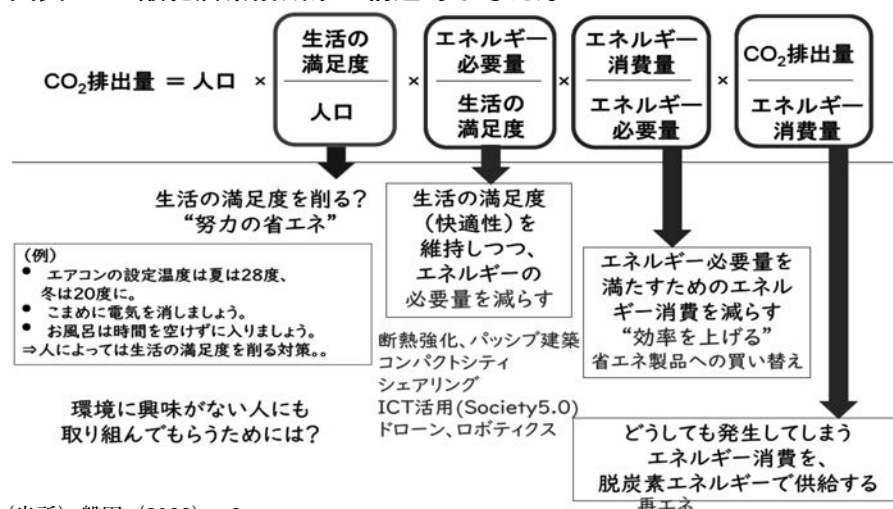 CO₂排出量 = 人口 × 生活の満足度 / 人口 × エネルギー必要量 / 生活の満足度 × エネルギー消費量 / エネルギー必要量 × CO₂排出量 / エネルギー消費量
生活の満足度を削る?
“努力の省エネ”
(例)
● エアコンの設定温度は夏は28度、
冬は20度に。
● こまめに電気を消しましょう。
● お風呂は時間を空けずに入りましょう。
⇒人によっては生活の満足度を削る対策。。
環境に興味がない人にも
取り組んでもらうためには?
生活の満足度
(快適性)を
維持しつつ、
エネルギーの
必要量を減らす
断熱強化、パッシブ建築
コンパクトシティ
シェアリング
ICT活用(Society5.0)
ドローン、ロボティクス
エネルギー必要量を
満たすためのエネル
ギー消費を減らす
“効率を上げる”
省エネ製品への買い替え
どうしても発生してしまう
エネルギー消費を、
脱炭素エネルギーで供給する
再エネ